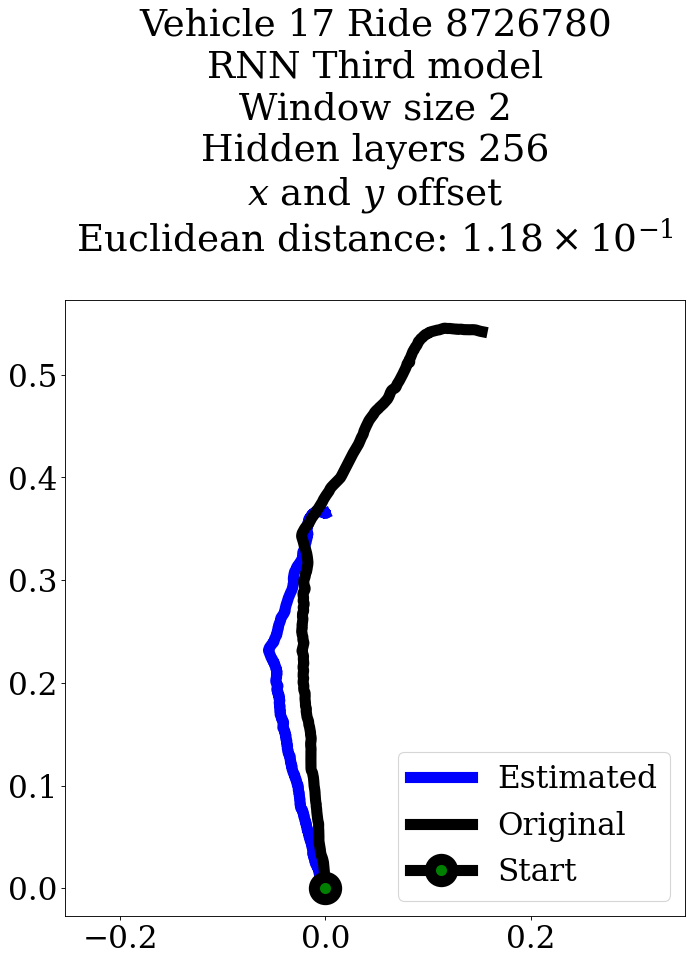 Vehicle 17 Ride 8726780
RNN Third model
Window size 2
Hidden layers 256
x and y offset
Euclidean distance: 1.18 × 10⁻¹
0.5
0.4
0.3
0.2
0.1
0.0
Estimated
Original
Start
−0.2 0.0 0.2